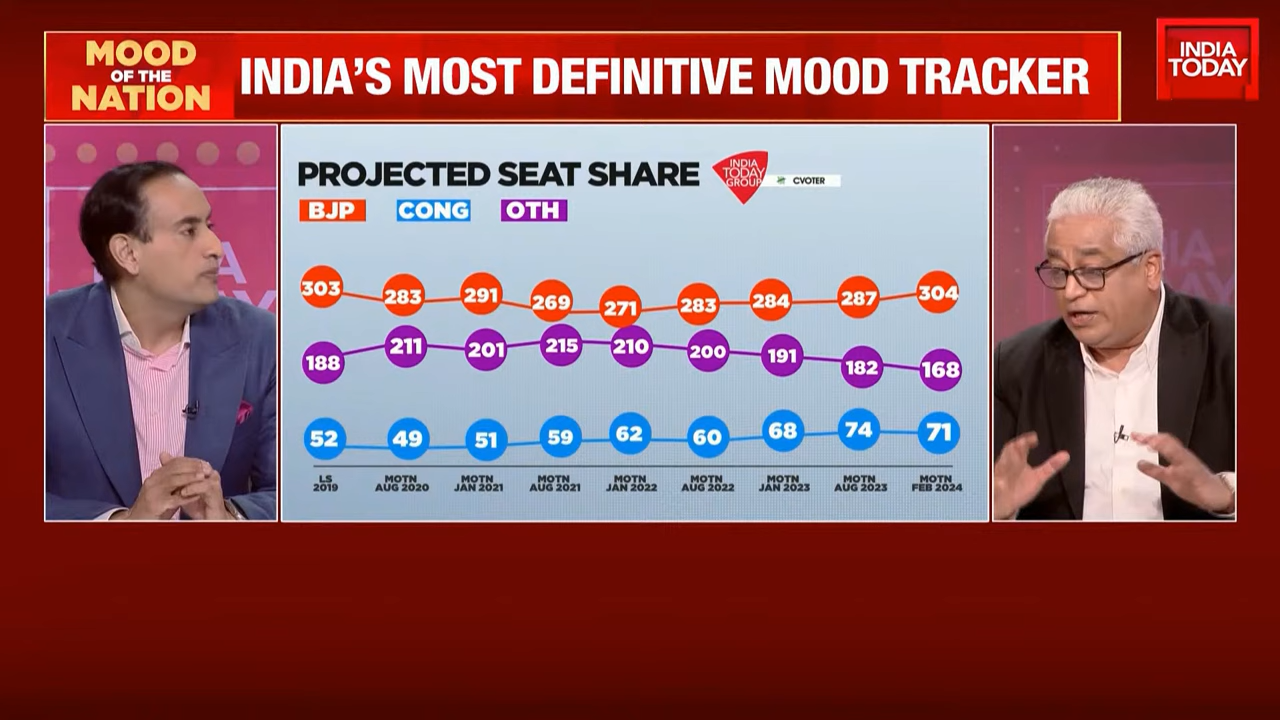 MOOD
OF THE
NATION
INDIA'S MOST DEFINITIVE MOOD TRACKER
INDIA
TODAY
PROJECTED SEAT SHARE
INDIA
TODAY
GROUP
CVOTER
BJP CONG OTH
303 283 291 269 271 283 284 287 304
188 211 201 215 210 200 191 182 168
52 49 51 59 62 60 68 74 71
LS MOTN MOTN MOTN MOTN MOTN MOTN MOTN MOTN
2019 AUG 2020 JAN 2021 AUG 2021 JAN 2022 AUG 2022 JAN 2023 AUG 2023 FEB 2024